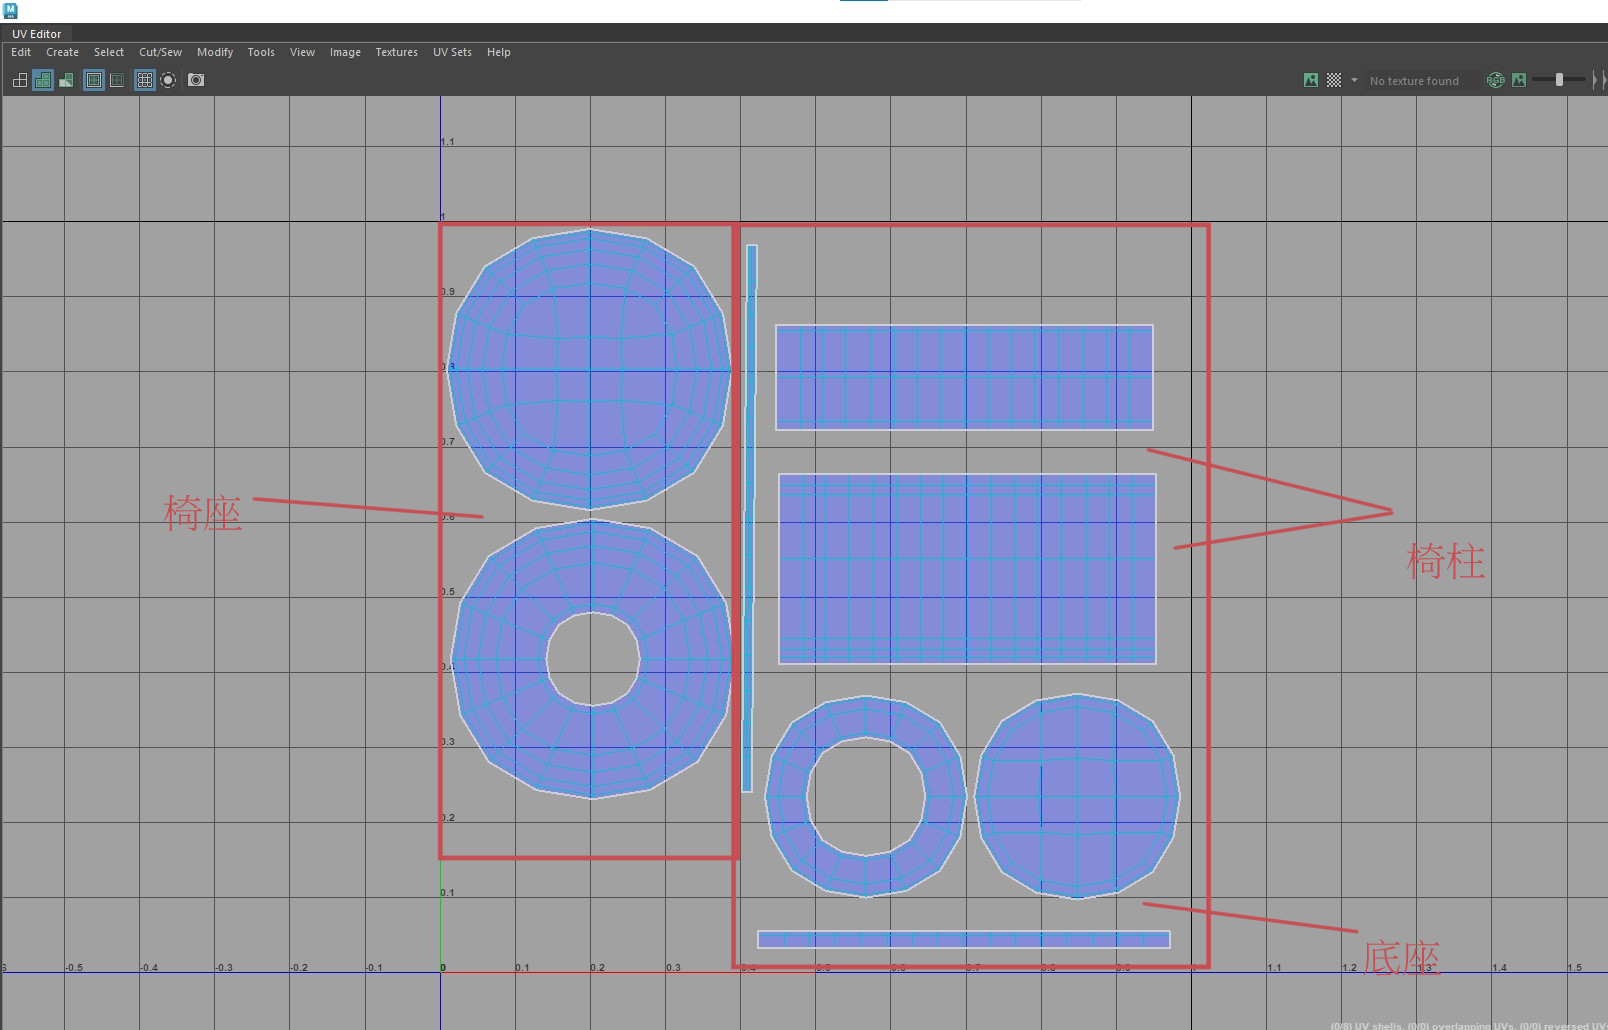 M
UV Editor
Edit Create Select Cut/Sew Modify Tools View Image Textures UV Sets Help
No texture found
RGB
1.1
1
0.9
0.8
0.7
椅座
0.6
椅柱
0.5
0.4
0.3
0.2
0.1
底座
-0.5 -0.4 -0.3 -0.2 -0.1 0 0.1 0.2 0.3 0.4 0.5 0.6 0.7 0.8 0.9 1 1.1 1.2 1.3 1.4 1.5
(0/8) UV shells, (0/0) overlapping UVs, (0/0) reversed UV